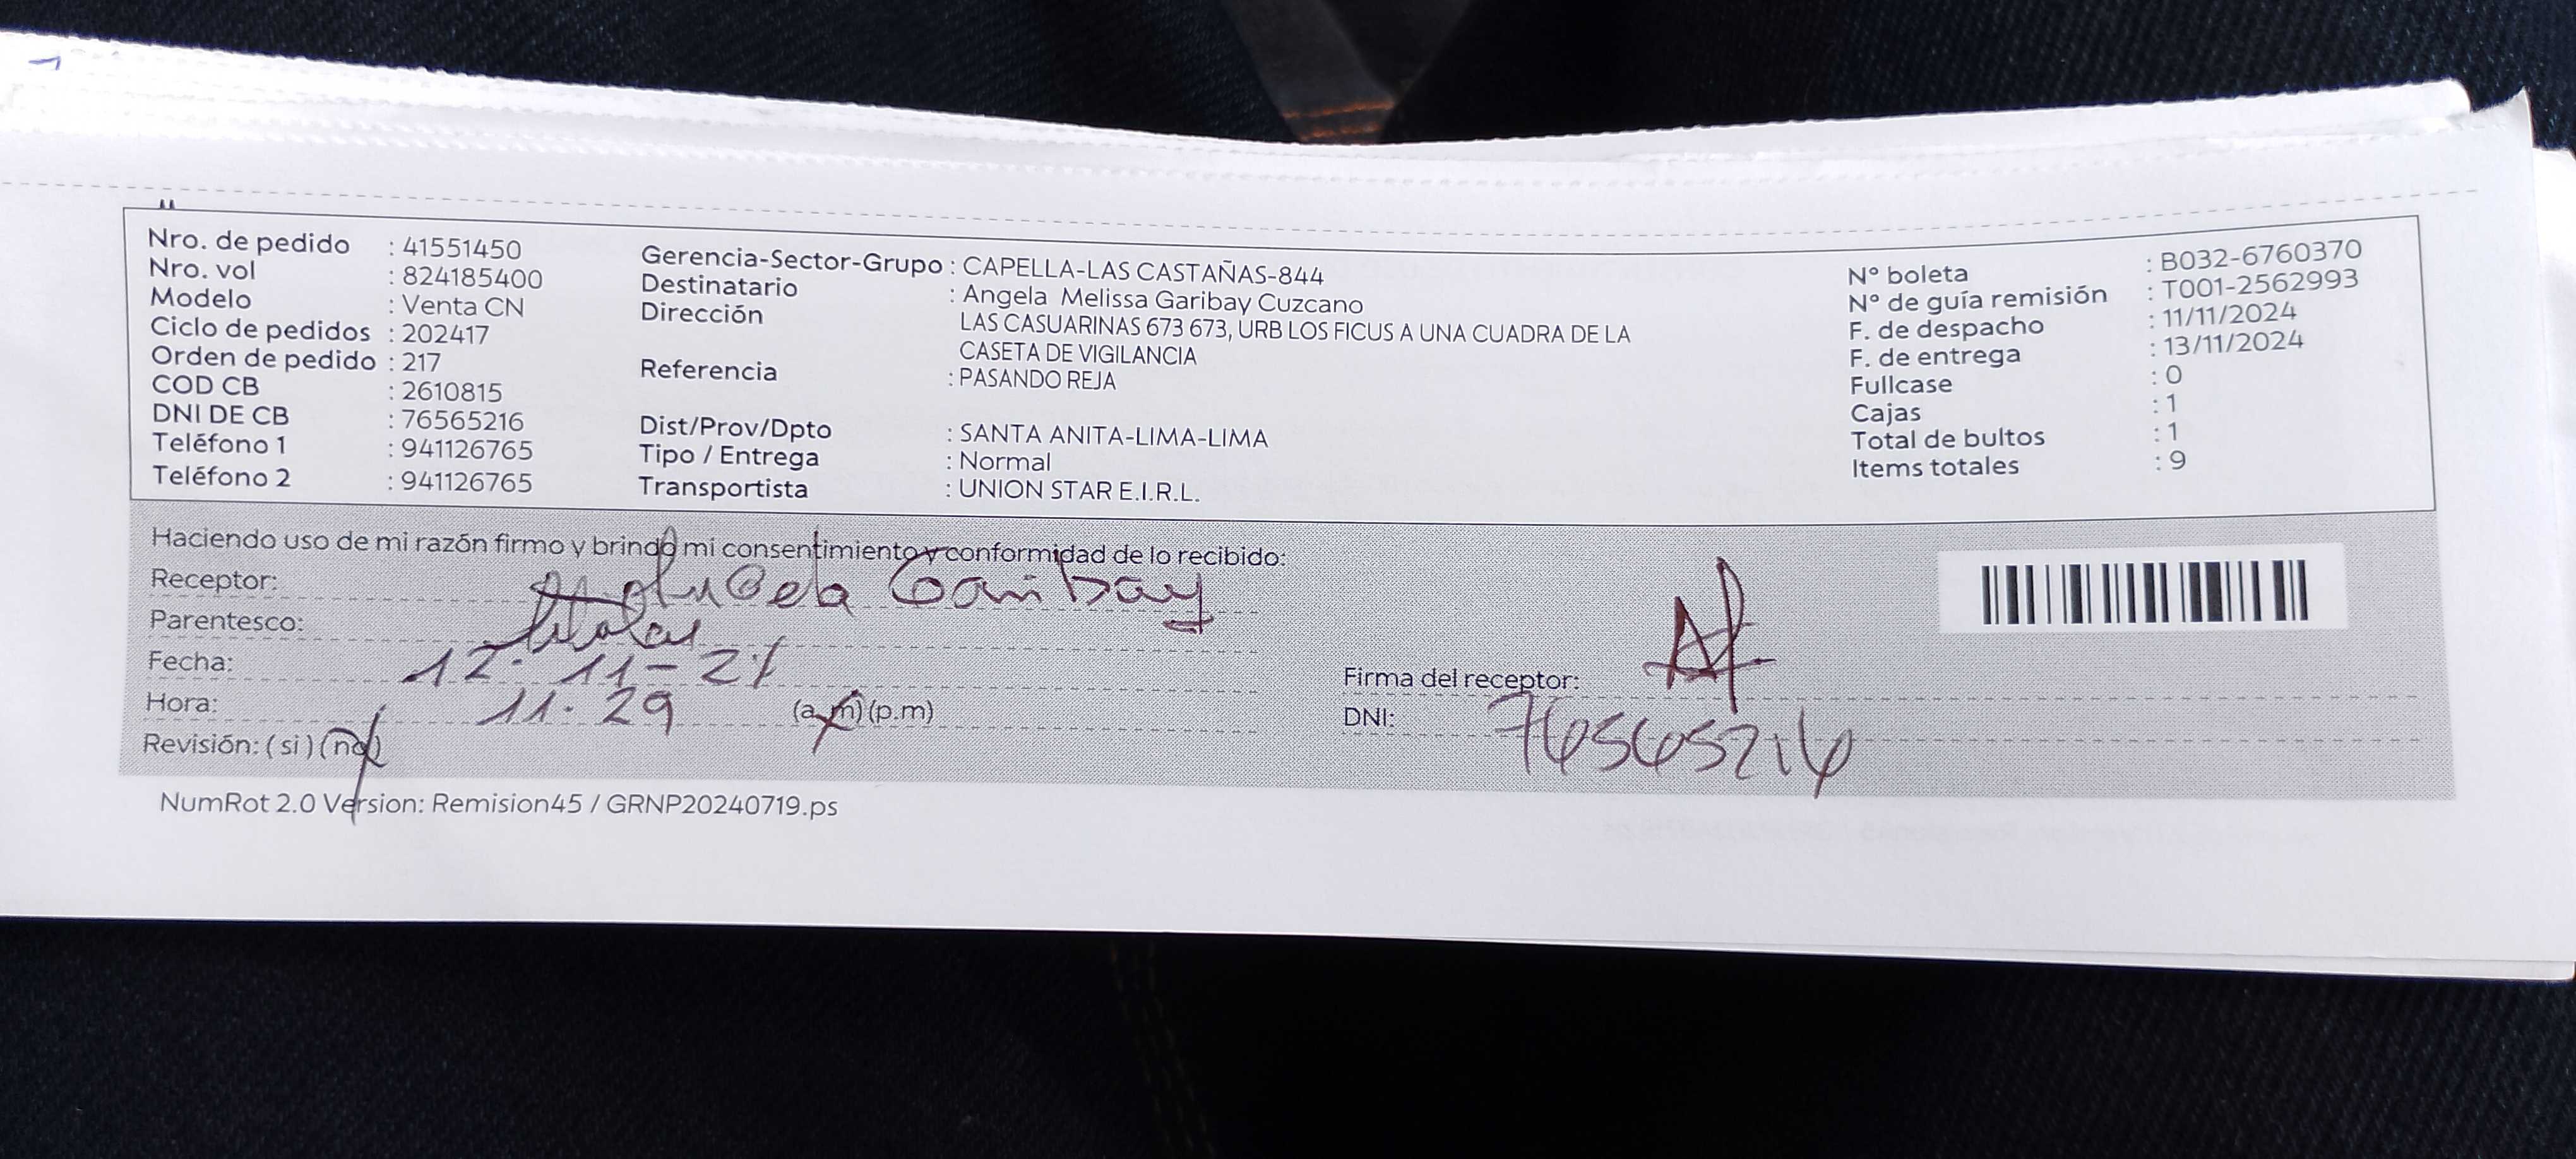 Nro. de pedido : 41551450
Nro. vol : 824185400
Modelo : Venta CN
Ciclo de pedidos : 202417
Orden de pedido : 217
COD CB : 2610815
DNI DE CB : 76565216
Teléfono 1 : 941126765
Teléfono 2 : 941126765
Gerencia-Sector-Grupo : CAPELLA-LAS CASTAÑAS-844
Destinatario : Angela Melissa Garibay Cuzcano
Dirección LAS CASUARINAS 673 673, URB LOS FICUS A UNA CUADRA DE LA
CASETA DE VIGILANCIA
Referencia : PASANDO REJA
Dist/Prov/Dpto : SANTA ANITA-LIMA-LIMA
Tipo / Entrega : Normal
Transportista : UNION STAR E.I.R.L.
N° boleta : B032-6760370
N° de guía remisión : T001-2562993
F. de despacho : 11/11/2024
F. de entrega : 13/11/2024
Fullcase : 0
Cajas : 1
Total de bultos : 1
Items totales : 9
Haciendo uso de mi razón firmo y brindo mi consentimiento y conformidad de lo recibido:
Receptor: Garibay
Parentesco: titular
Fecha: 12-11-24
Hora: 11:29 (a.m) (p.m)
Revisión: (si) (no)
Firma del receptor:
DNI: 76565216
NumRot 2.0 Version: Remision45 / GRNP20240719.ps